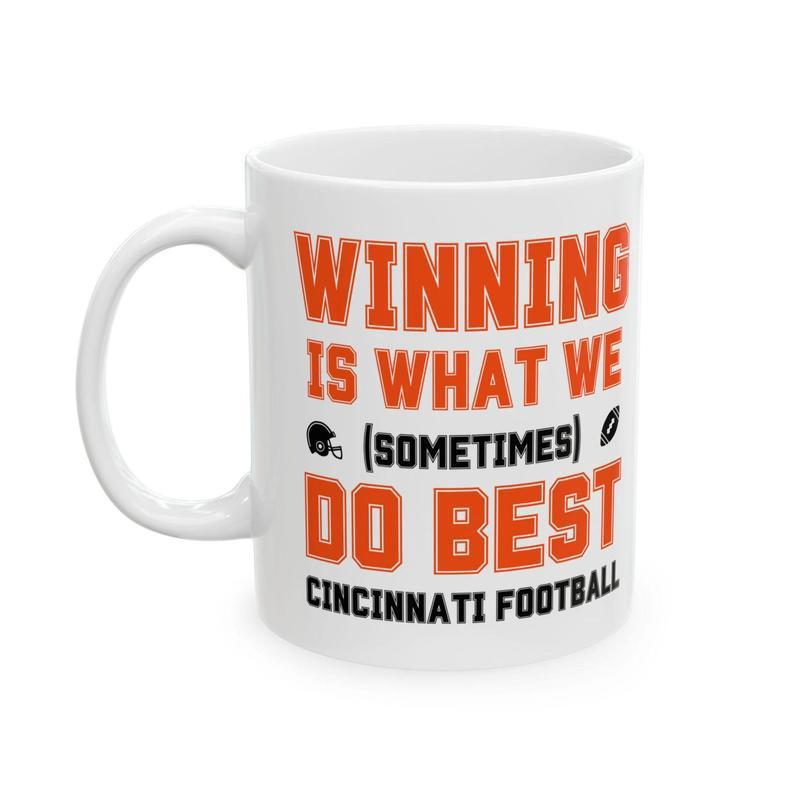 WINNING
IS WHAT WE
(SOMETIMES)
DO BEST
CINCINNATI FOOTBALL